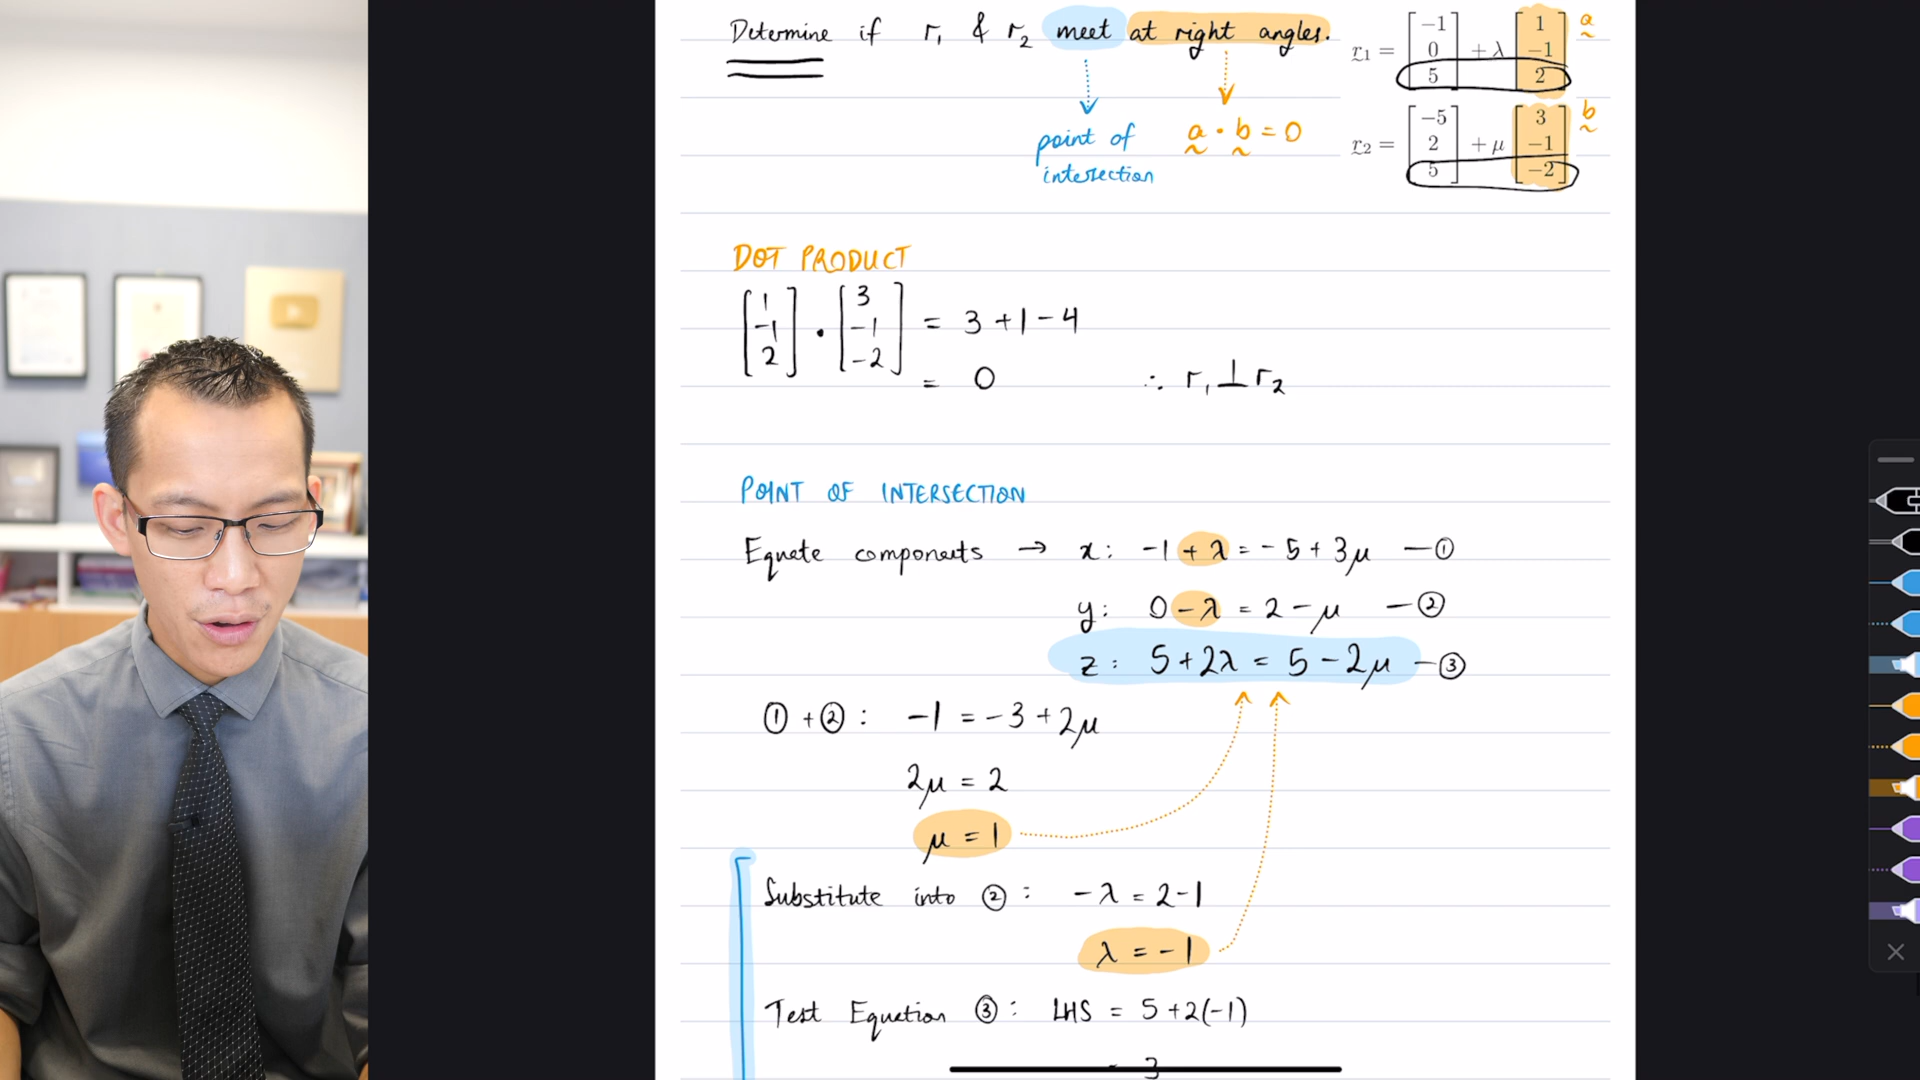 Determine if r₁ & r₂ meet at right angles.
point of intersection
a · b = 0
r₁ = [−1 0 5] + λ [1 −1 2] a
r₂ = [−5 2 5] + μ [3 −1 −2] b
DOT PRODUCT
[1 −1 2] · [3 −1 −2] = 3 + 1 − 4
= 0 ∴ r₁ ⊥ r₂
POINT OF INTERSECTION
Equate components → x: −1 + λ = −5 + 3μ —①
y: 0 − λ = 2 − μ —②
z: 5 + 2λ = 5 − 2μ —③
① + ②: −1 = −3 + 2μ
2μ = 2
μ = 1
Substitute into ②: −λ = 2 − 1
λ = −1
Test Equation ③: LHS = 5 + 2(−1)
= 3